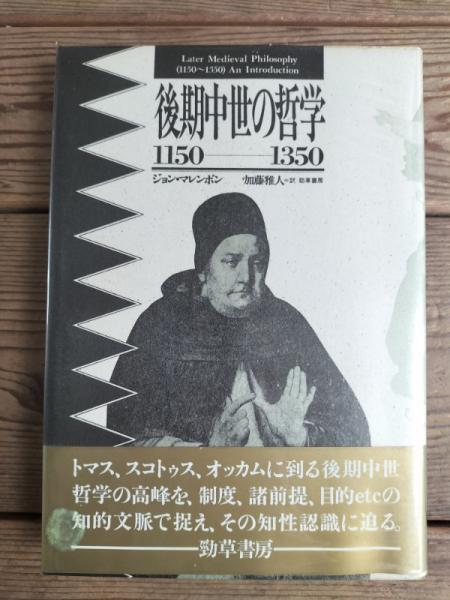 Later Medieval Philosophy
(1150〜1350) An Introduction
後期中世の哲学
1150——1350
ジョン・マレンボン 加藤雅人=訳 勁草書房
トマス、スコトゥス、オッカムに到る後期中世
哲学の高峰を、制度、諸前提、目的etcの
知的文脈で捉え、その知性認識に迫る。
——勁草書房——